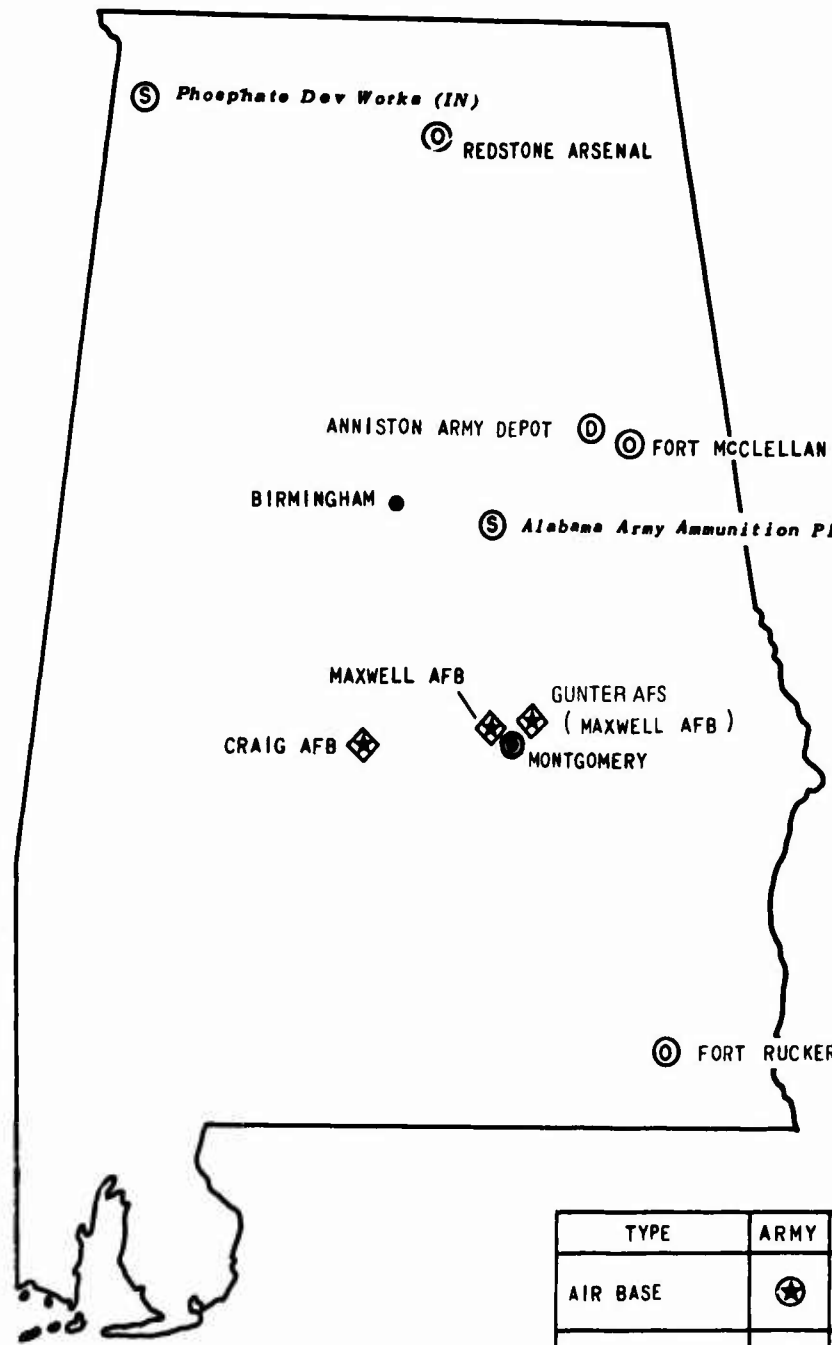 Ⓢ Phosphate Dev Works (IN)
O REDSTONE ARSENAL
ANNISTON ARMY DEPOT D
O FORT MCCLELLAN
BIRMINGHAM
S Alabama Army Ammunition Pl
MAXWELL AFB
GUNTER AFS
(MAXWELL AFB)
CRAIG AFB
MONTGOMERY
O FORT RUCKER
TYPE ARMY
AIR BASE